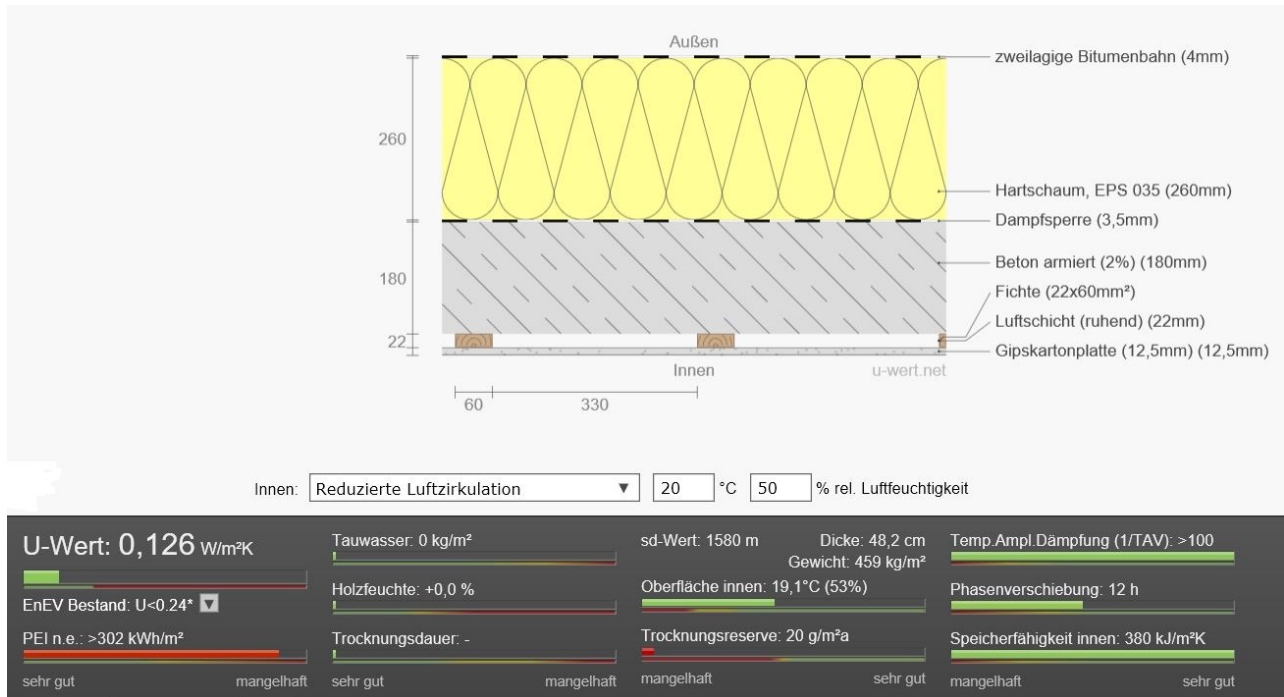 Außen
zweilagige Bitumenbahn (4mm)
260
Hartschaum, EPS 035 (260mm)
Dampfsperre (3,5mm)
180
Beton armiert (2%) (180mm)
Fichte (22x60mm²)
22
Luftschicht (ruhend) (22mm)
Gipskartonplatte (12,5mm) (12,5mm)
Innen
u-wert.net
60 330
Innen: Reduzierte Luftzirkulation 20 °C 50 % rel. Luftfeuchtigkeit
U-Wert: 0,126 W/m²K
EnEV Bestand: U<0.24*
PEI n.e.: >302 kWh/m²
sehr gut mangelhaft
Tauwasser: 0 kg/m²
Holzfeuchte: +0,0 %
Trocknungsdauer: -
sehr gut mangelhaft
sd-Wert: 1580 m Dicke: 48,2 cm
Gewicht: 459 kg/m²
Oberfläche innen: 19,1°C (53%)
Trocknungsreserve: 20 g/m²a
mangelhaft sehr gut
Temp.Ampl.Dämpfung (1/TAV): >100
Phasenverschiebung: 12 h
Speicherfähigkeit innen: 380 kJ/m²K
mangelhaft sehr gut